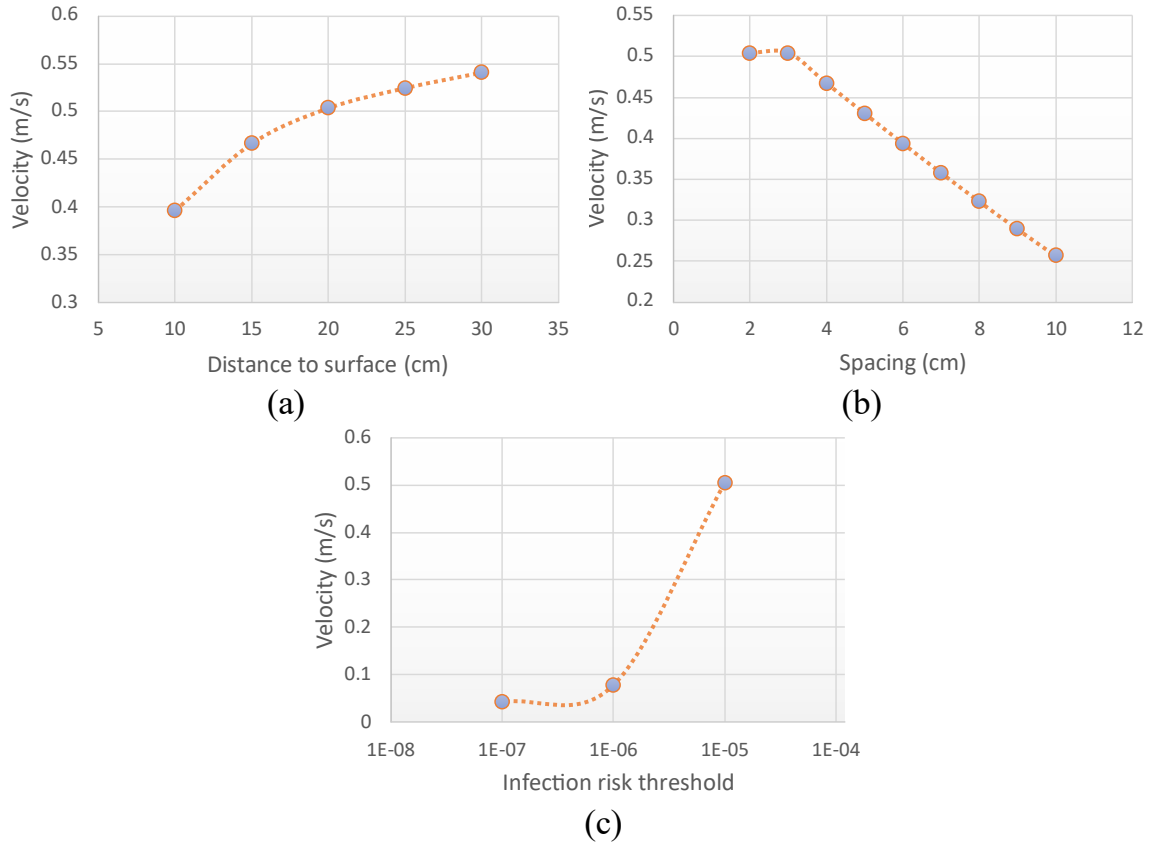 0.6
0.55
0.5
0.45
0.4
0.35
0.3
Velocity (m/s)
5 10 15 20 25 30 35
Distance to surface (cm)
(a)
0.55
0.5
0.45
0.4
0.35
0.3
0.25
0.2
Velocity (m/s)
0 2 4 6 8 10 12
Spacing (cm)
(b)
0.6
0.5
0.4
0.3
0.2
0.1
0
Velocity (m/s)
1E-08 1E-07 1E-06 1E-05 1E-04
Infection risk threshold
(c)